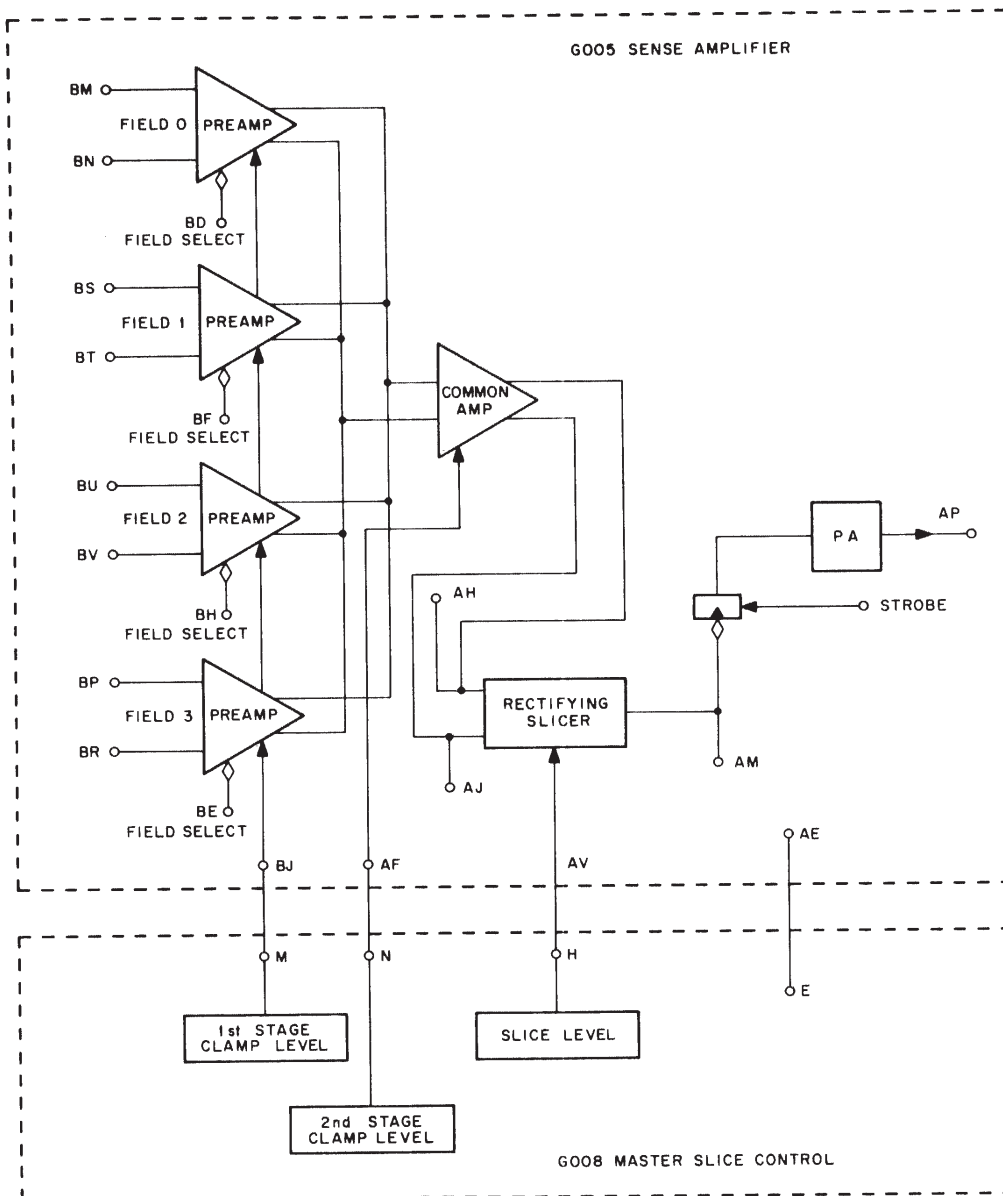 G005 SENSE AMPLIFIER
BM
FIELD 0
PREAMP
BN
BD
FIELD SELECT
BS
FIELD 1
PREAMP
BT
BF
FIELD SELECT
COMMON
AMP
BU
FIELD 2
PREAMP
BV
BH
FIELD SELECT
AH
PA
AP
STROBE
BP
FIELD 3
PREAMP
BR
BE
FIELD SELECT
RECTIFYING
SLICER
AJ
AM
BJ
AF
AV
AE
M
N
H
E
1st STAGE
CLAMP LEVEL
SLICE LEVEL
2nd STAGE
CLAMP LEVEL
G008 MASTER SLICE CONTROL